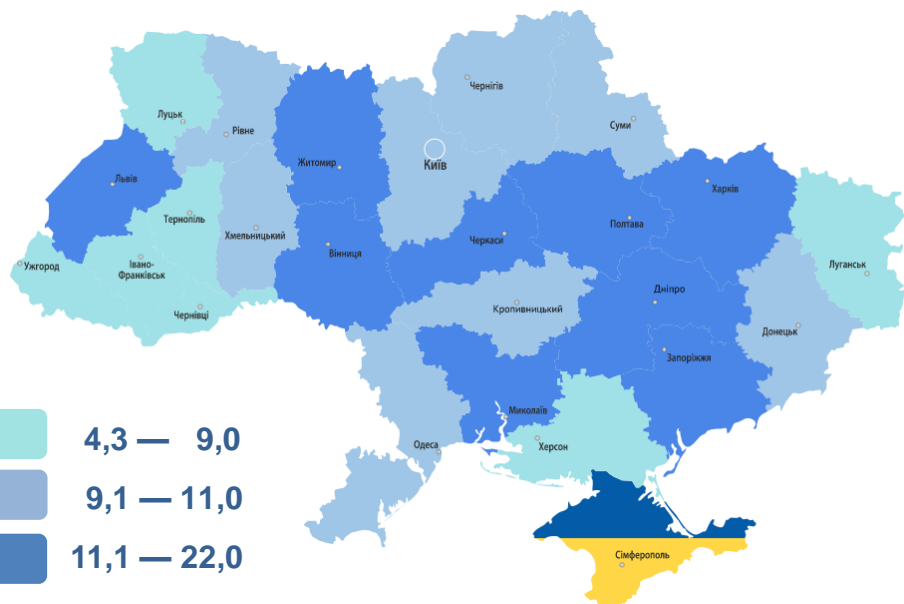 Чернігів
Луцьк
Рівне
Суми
Київ
Житомир
Львів
Харків
Тернопіль
Полтава
Хмельницький
Черкаси
Вінниця
Ужгород
Івано-
Франківськ
Луганськ
Дніпро
Чернівці
Кропивницький
Донецьк
Запоріжжя
Миколаїв
Одеса
Херсон
4,3 — 9,0
9,1 — 11,0
11,1 — 22,0
Сімферополь